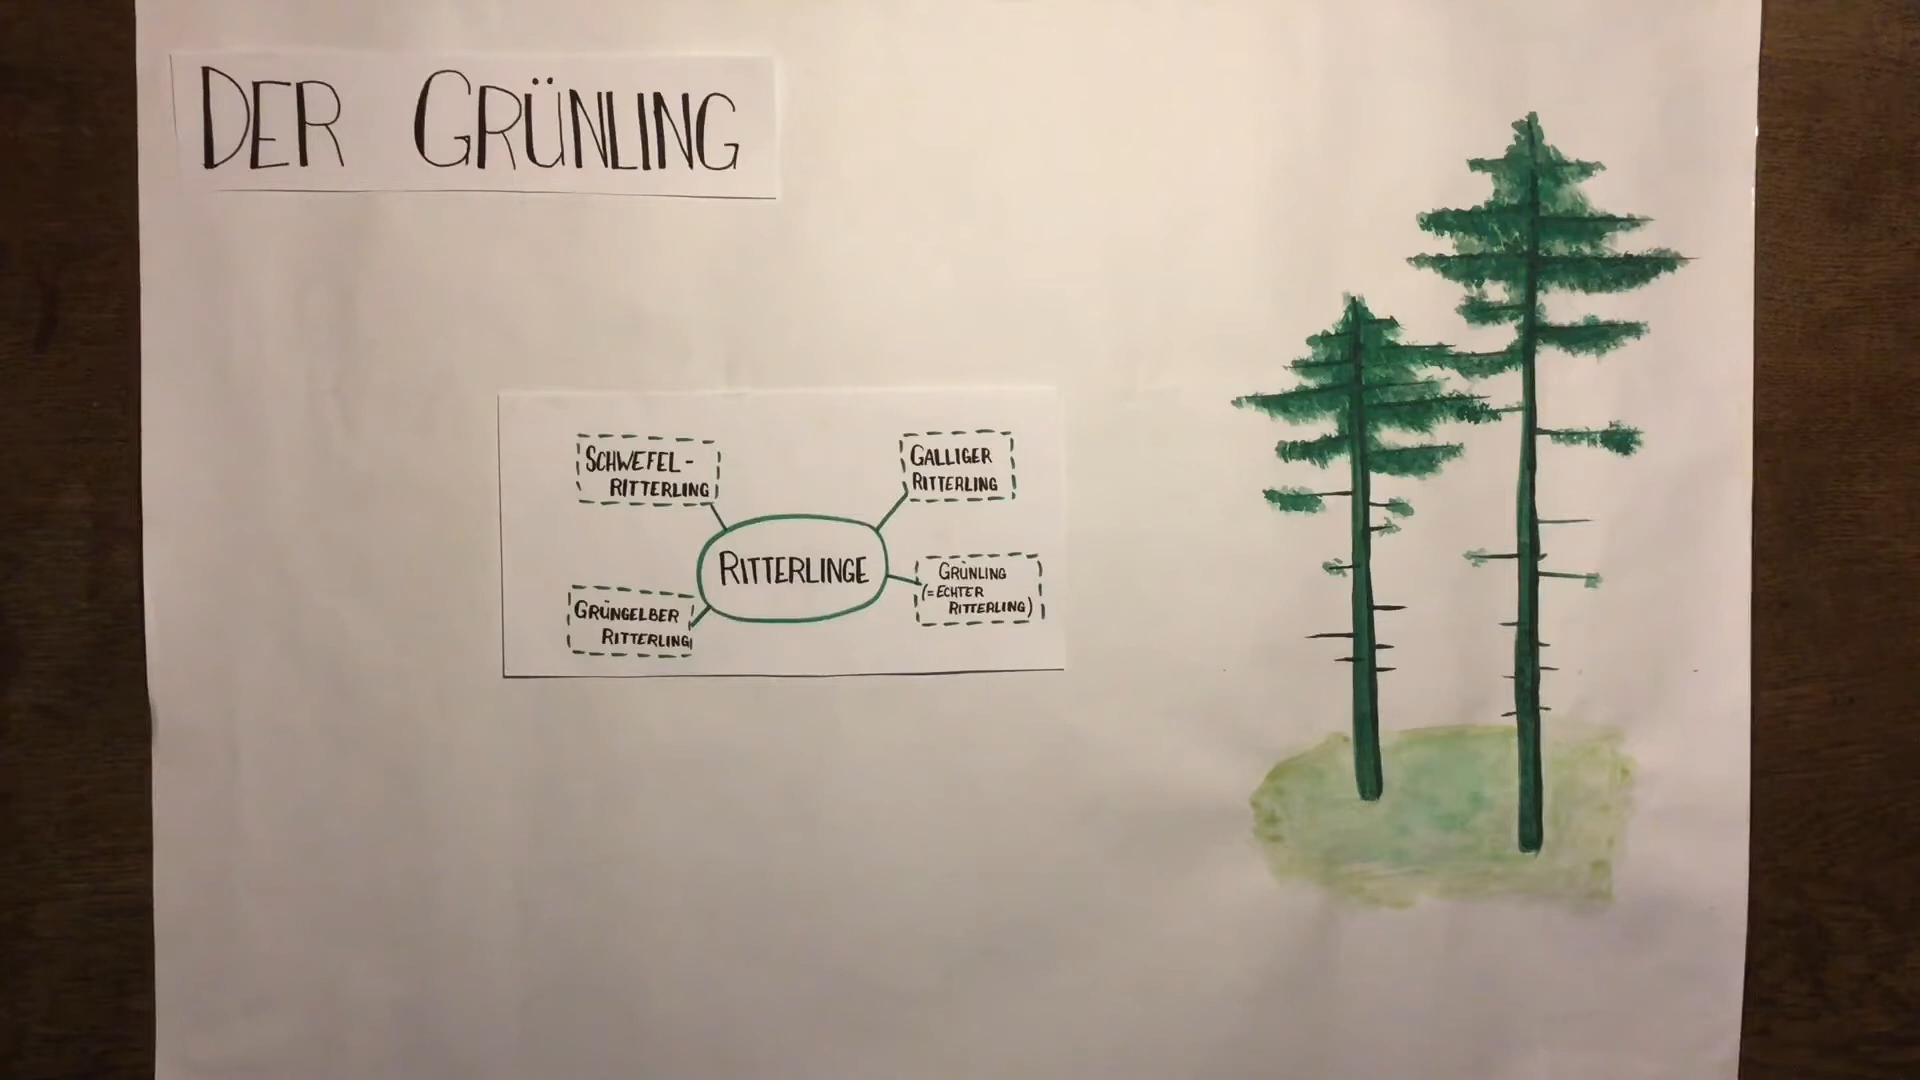 DER GRÜNLING
SCHWEFEL-
RITTERLING
GALLIGER
RITTERLING
RITTERLINGE
GRÜNGELBER
RITTERLING
GRÜNLING
(=ECHTER
RITTERLING)